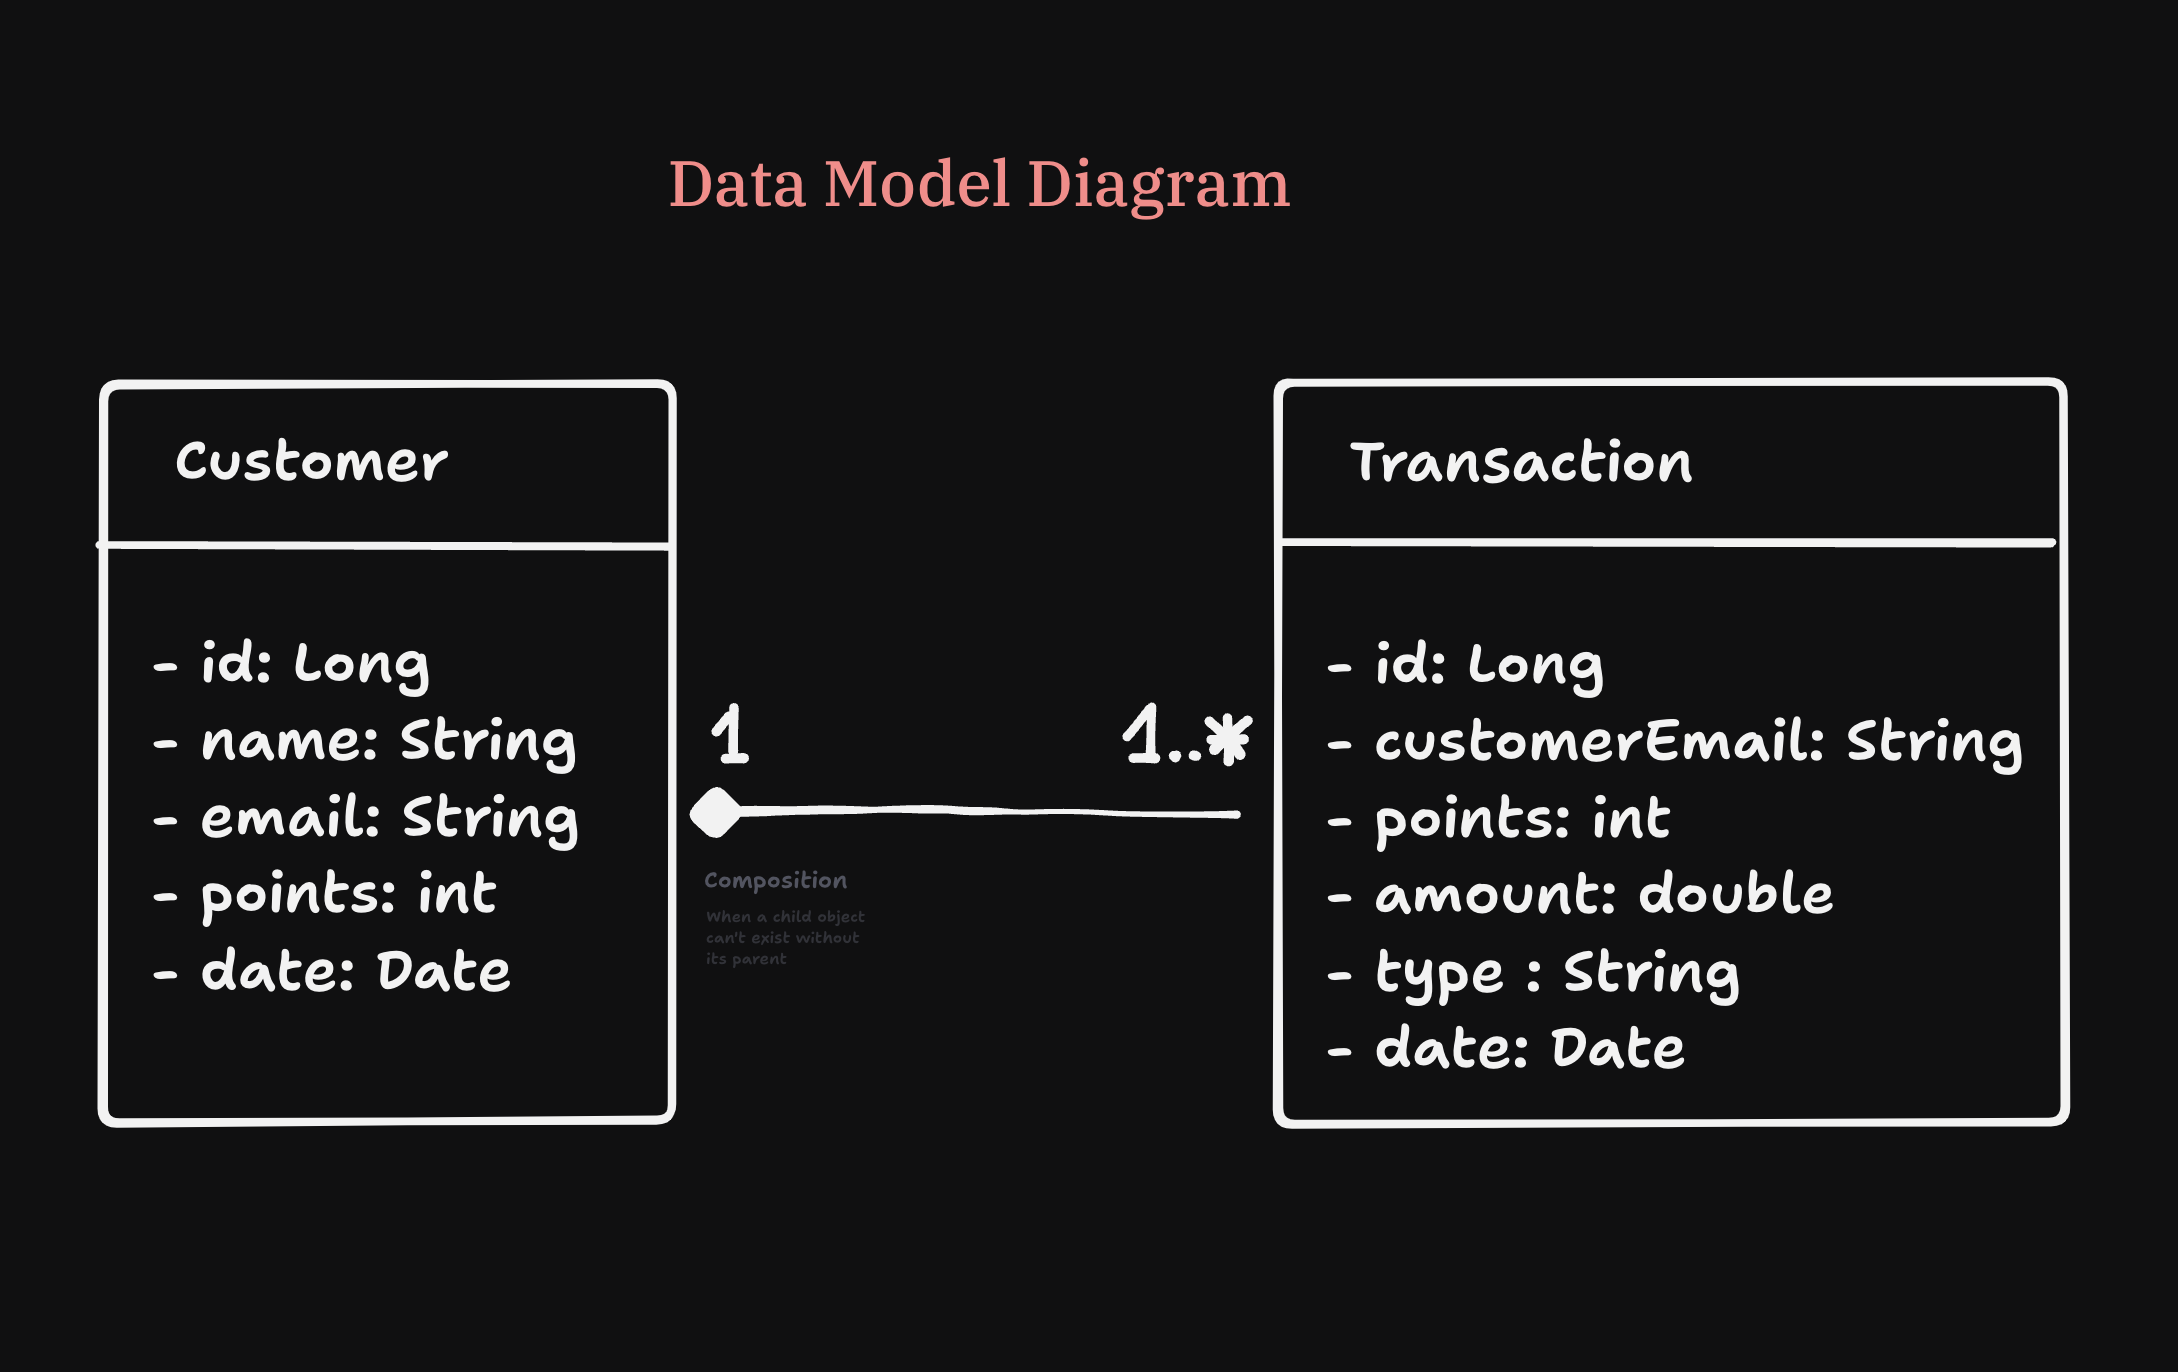 Data Model Diagram
Customer
- id: Long
- name: String
- email: String
- points: int
- date: Date
1
1..*
Composition
When a child object
can't exist without
its parent
Transaction
- id: Long
- customerEmail: String
- points: int
- amount: double
- type : String
- date: Date